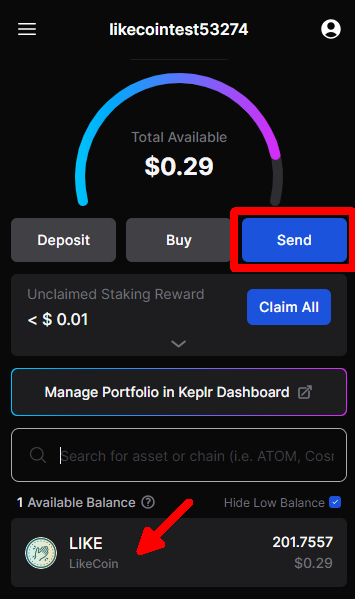 likecointest53274
Total Available
$0.29
Deposit
Buy
Send
Unclaimed Staking Reward
< $ 0.01
Claim All
Manage Portfolio in Keplr Dashboard
Search for asset or chain (i.e. ATOM, Cosm
1 Available Balance
Hide Low Balance
LIKE
201.7557
LikeCoin
$0.29